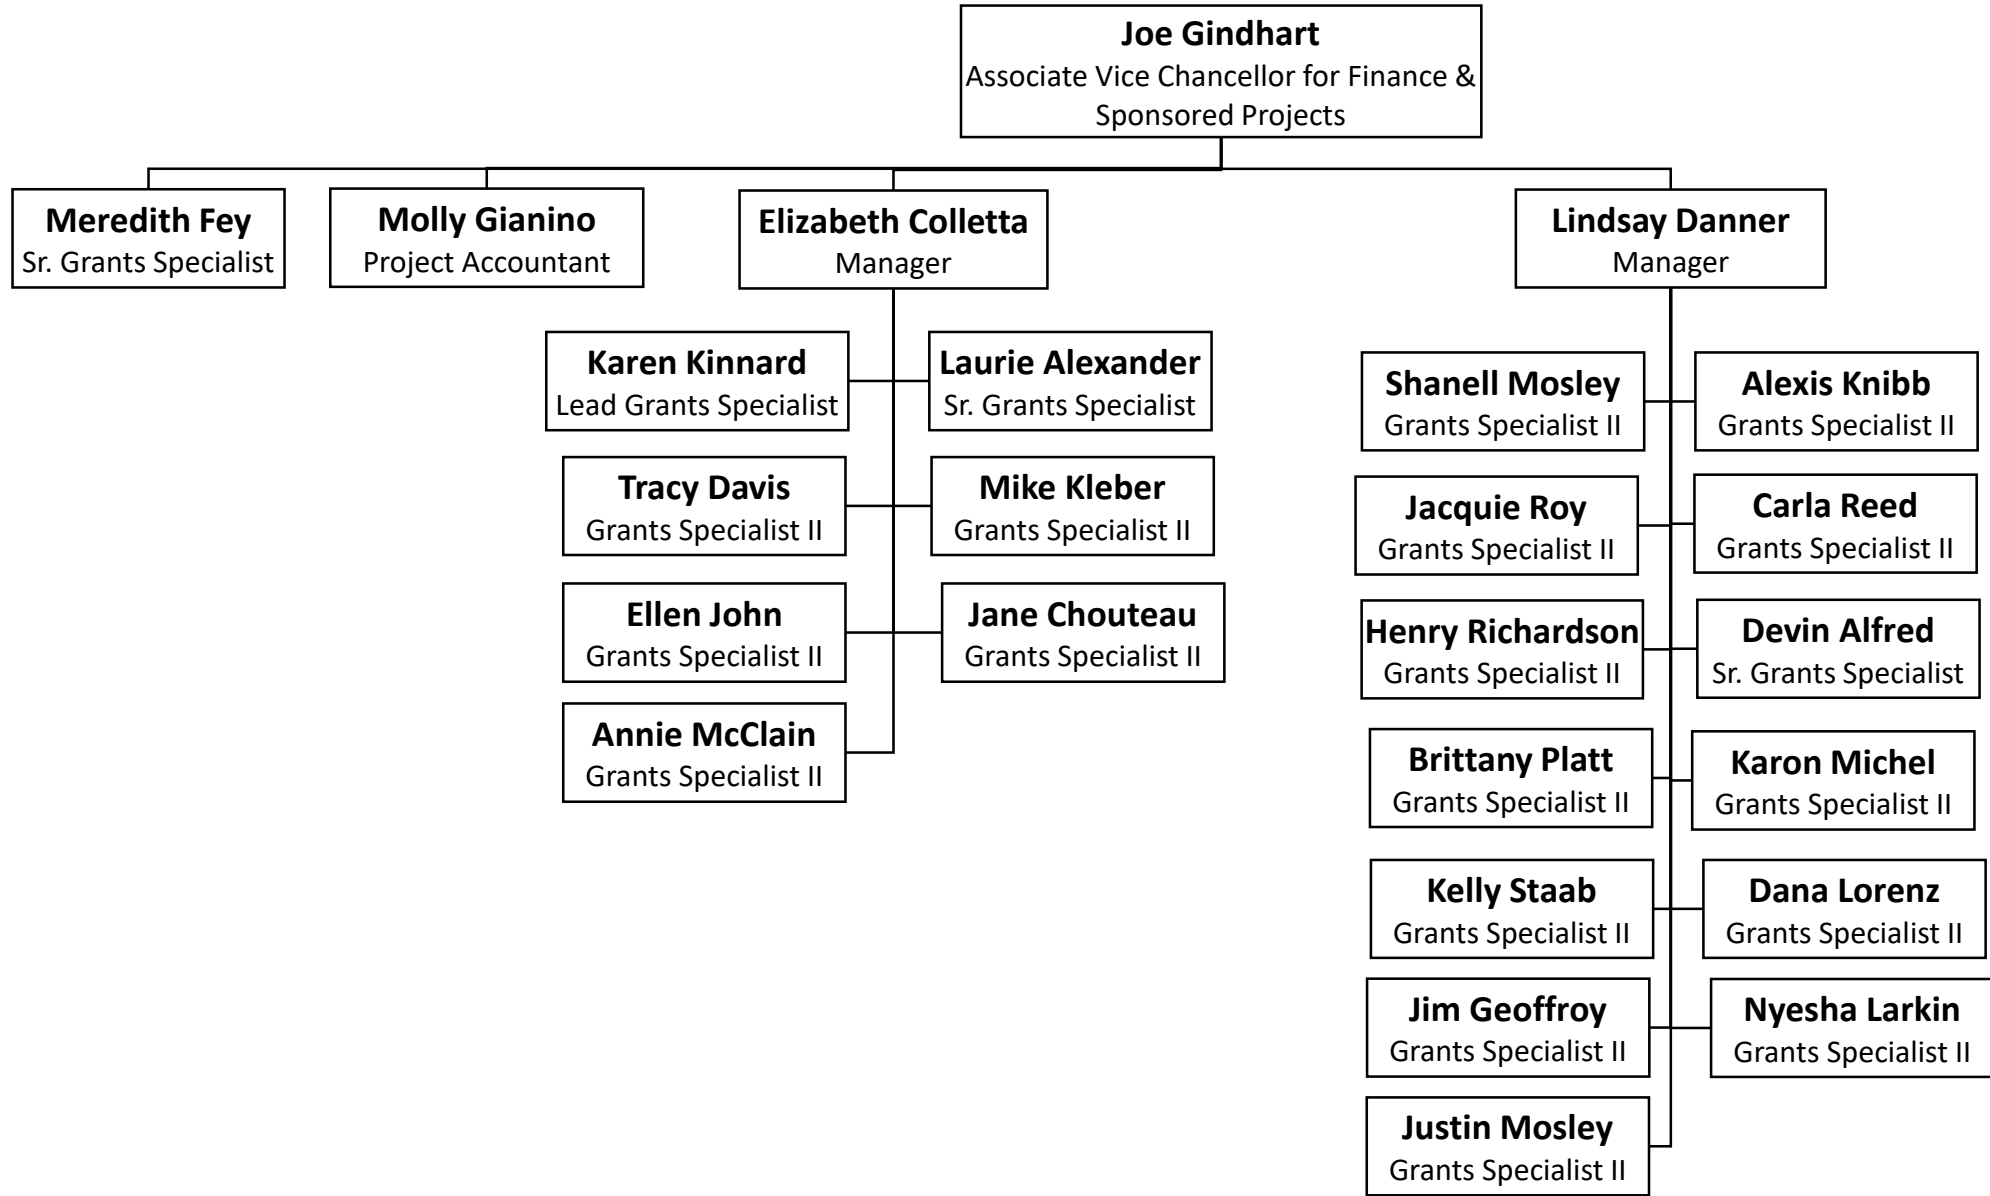 Joe Gindhart
Associate Vice Chancellor for Finance &
Sponsored Projects
Meredith Fey
Sr. Grants Specialist
Molly Gianino
Project Accountant
Elizabeth Colletta
Manager
Lindsay Danner
Manager
Karen Kinnard
Lead Grants Specialist
Laurie Alexander
Sr. Grants Specialist
Tracy Davis
Grants Specialist II
Mike Kleber
Grants Specialist II
Ellen John
Grants Specialist II
Jane Chouteau
Grants Specialist II
Annie McClain
Grants Specialist II
Shanell Mosley
Grants Specialist II
Alexis Knibb
Grants Specialist II
Jacquie Roy
Grants Specialist II
Carla Reed
Grants Specialist II
Henry Richardson
Grants Specialist II
Devin Alfred
Sr. Grants Specialist
Brittany Platt
Grants Specialist II
Karon Michel
Grants Specialist II
Kelly Staab
Grants Specialist II
Dana Lorenz
Grants Specialist II
Jim Geoffroy
Grants Specialist II
Nyesha Larkin
Grants Specialist II
Justin Mosley
Grants Specialist II